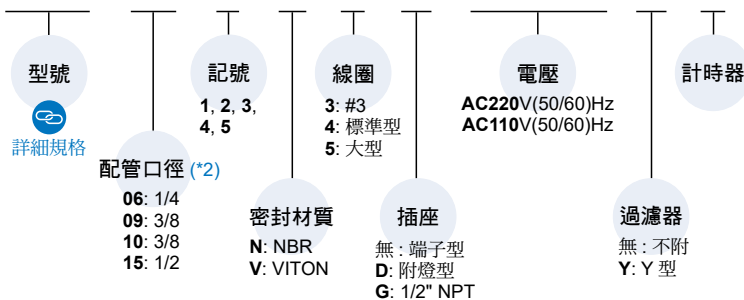 型號
詳細規格
配管口徑 (*2)
06: 1/4
09: 3/8
10: 3/8
15: 1/2
記號
1, 2, 3,
4, 5
密封材質
N: NBR
V: VITON
線圈
3: #3
4: 標準型
5: 大型
插座
無 : 端子型
D: 附燈型
G: 1/2" NPT
電壓
AC220V(50/60)Hz
AC110V(50/60)Hz
過濾器
無 : 不附
Y: Y 型
計時器